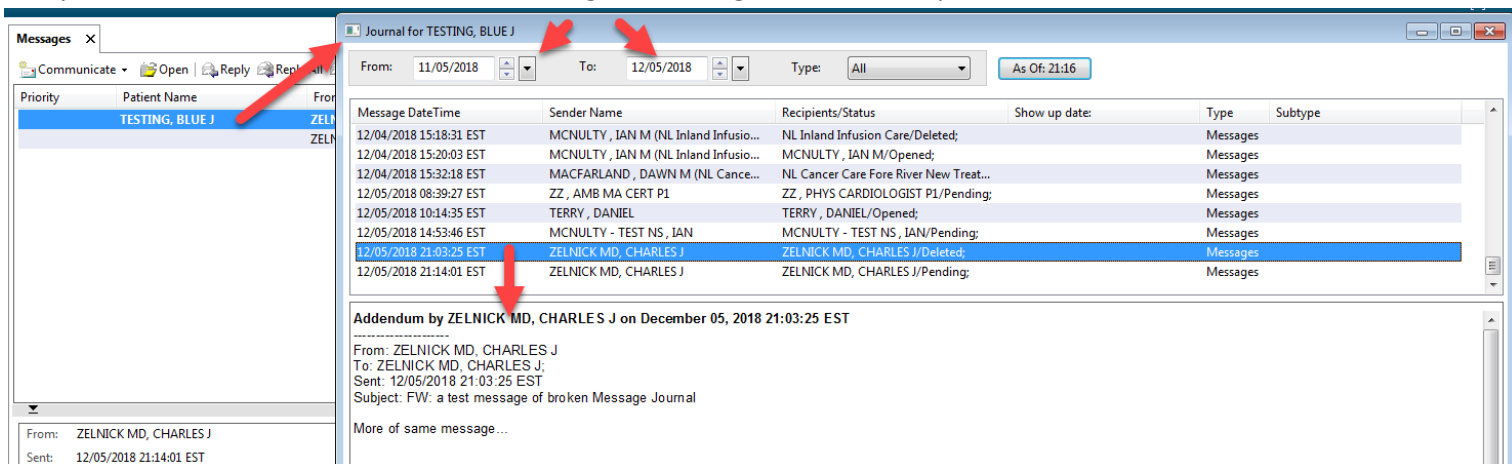 Messages X
Journal for TESTING, BLUE J
Communicate Open Reply
From: 11/05/2018 To: 12/05/2018 Type: All As Of: 21:16
Priority Patient Name
TESTING, BLUE J
Message DateTime Sender Name Recipients/Status Show up date: Type Subtype
12/04/2018 15:18:31 EST MCNULTY , IAN M (NL Inland Infusio... NL Inland Infusion Care/Deleted; Messages
12/04/2018 15:20:03 EST MCNULTY , IAN M (NL Inland Infusio... MCNULTY , IAN M/Opened; Messages
12/04/2018 15:32:18 EST MACFARLAND , DAWN M (NL Cance... NL Cancer Care Fore River New Treat... Messages
12/05/2018 08:39:27 EST ZZ , AMB MA CERT P1 ZZ , PHYS CARDIOLOGIST P1/Pending; Messages
12/05/2018 10:14:35 EST TERRY , DANIEL TERRY , DANIEL/Opened; Messages
12/05/2018 14:53:46 EST MCNULTY - TEST NS , IAN MCNULTY - TEST NS , IAN/Pending; Messages
12/05/2018 21:03:25 EST ZELNICK MD, CHARLES J ZELNICK MD, CHARLES J/Deleted; Messages
12/05/2018 21:14:01 EST ZELNICK MD, CHARLES J ZELNICK MD, CHARLES J/Pending; Messages
Addendum by ZELNICK MD, CHARLES J on December 05, 2018 21:03:25 EST
---------------------
From: ZELNICK MD, CHARLES J
To: ZELNICK MD, CHARLES J;
Sent: 12/05/2018 21:03:25 EST
Subject: FW: a test message of broken Message Journal
More of same message...
From: ZELNICK MD, CHARLES J
Sent: 12/05/2018 21:14:01 EST